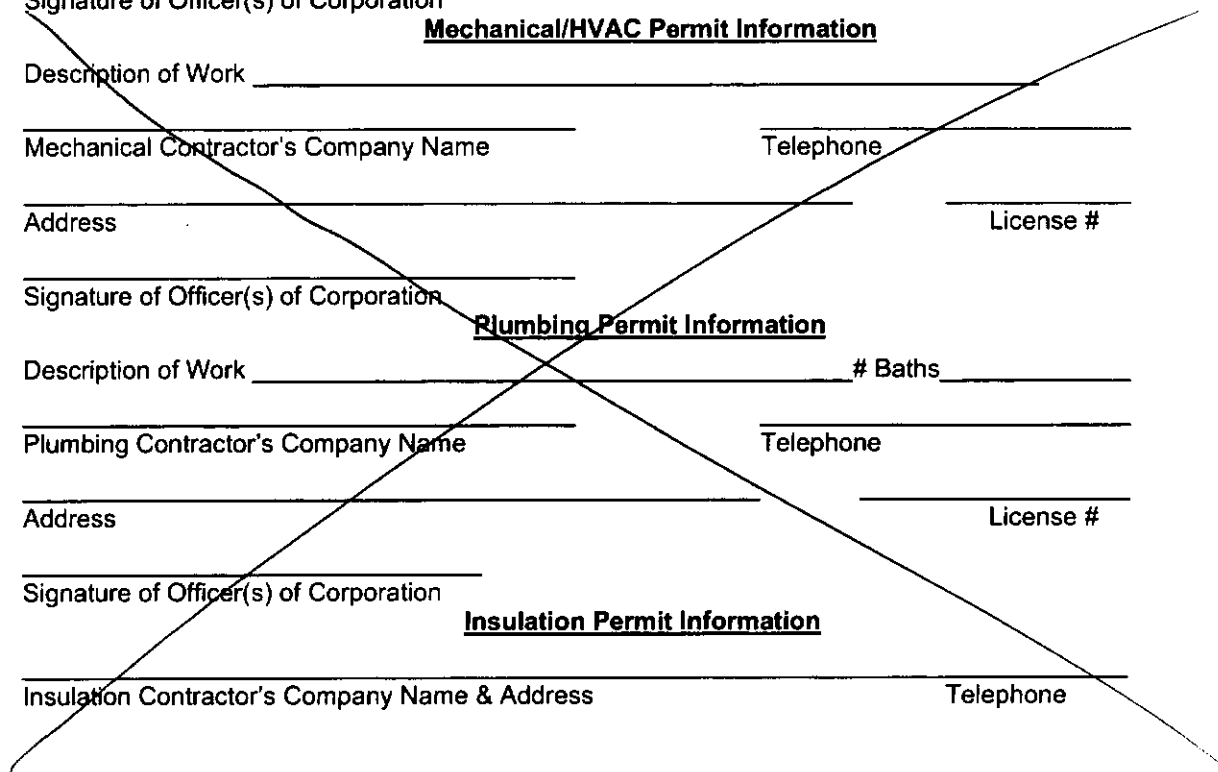 Signature of Officer(s) of Corporation
Mechanical/HVAC Permit Information
Description of Work
Mechanical Contractor's Company Name Telephone
Address License #
Signature of Officer(s) of Corporation
Plumbing Permit Information
Description of Work # Baths
Plumbing Contractor's Company Name Telephone
Address License #
Signature of Officer(s) of Corporation
Insulation Permit Information
Insulation Contractor's Company Name & Address Telephone